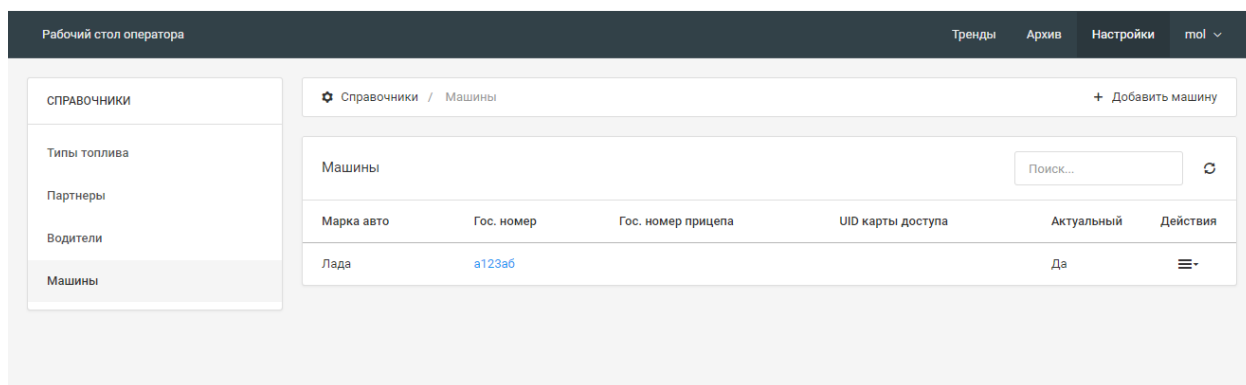 Рабочий стол оператора Тренды Архив Настройки mol
СПРАВОЧНИКИ
Типы топлива
Партнеры
Водители
Машины
Справочники / Машины + Добавить машину
Машины Поиск...
Марка авто Гос. номер Гос. номер прицепа UID карты доступа Актуальный Действия
Лада а123аб Да